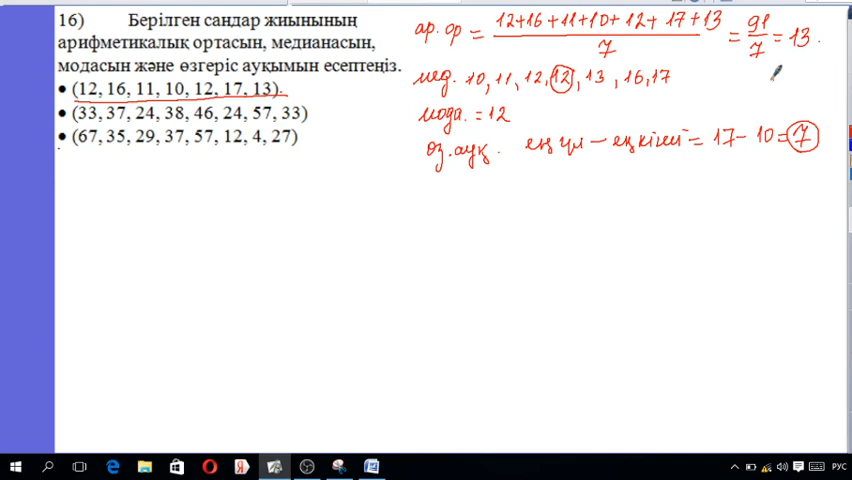 16) Берілген сандар жиынының
арифметикалық ортасын, медианасын,
модасын және өзгеріс ауқымын есептеңіз.
• (12, 16, 11, 10, 12, 17, 13).
• (33, 37, 24, 38, 46, 24, 57, 33)
• (67, 35, 29, 37, 57, 12, 4, 27)
ар. ор = 12+16+11+10+12+17+13 / 7 = 91/7 = 13.
мед. 10, 11, 12, 12, 13, 16, 17
мода. = 12
өз. ауқ. ең үл – ең кіші = 17 – 10 = 7
РУС